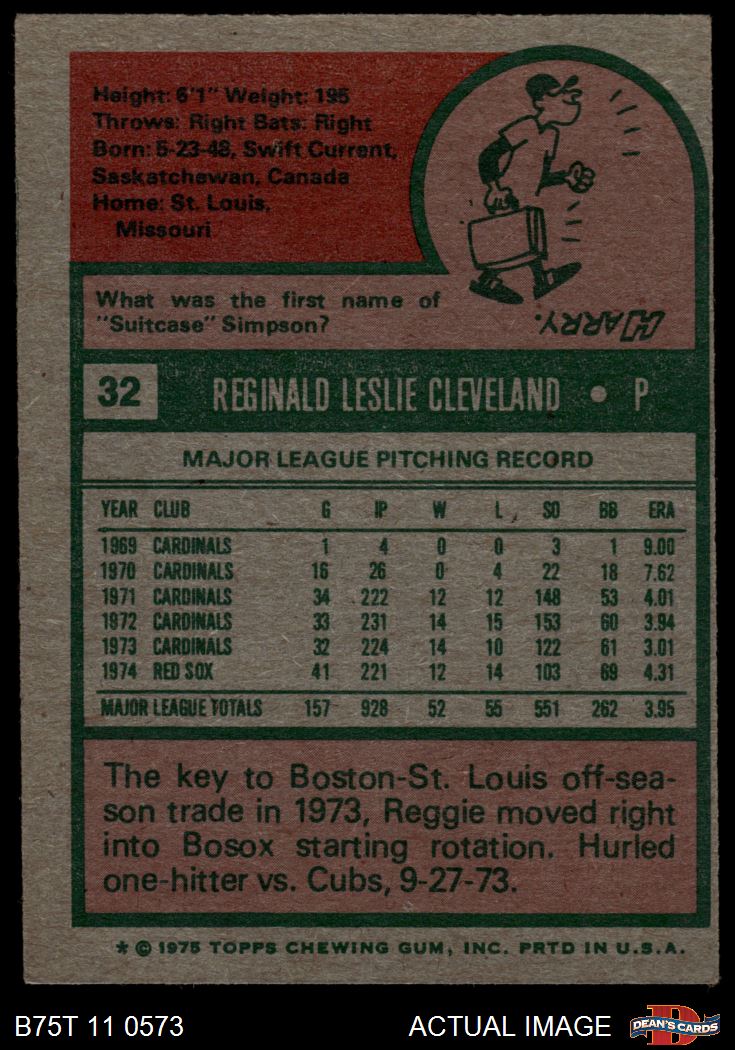 Height: 6'1" Weight: 195
Throws: Right Bats: Right
Born: 5-23-48, Swift Current,
Saskatchewan, Canada
Home: St. Louis,
Missouri
What was the first name of
"Suitcase" Simpson?
HARRY.
32 REGINALD LESLIE CLEVELAND • P
MAJOR LEAGUE PITCHING RECORD
YEAR CLUB G IP W L SO BB ERA
1969 CARDINALS 1 4 0 0 3 1 9.00
1970 CARDINALS 16 26 0 4 22 18 7.62
1971 CARDINALS 34 222 12 12 148 53 4.01
1972 CARDINALS 33 231 14 15 153 60 3.94
1973 CARDINALS 32 224 14 10 122 61 3.01
1974 RED SOX 41 221 12 14 103 69 4.31
MAJOR LEAGUE TOTALS 157 928 52 55 551 262 3.95
The key to Boston-St. Louis off-sea-
son trade in 1973, Reggie moved right
into Bosox starting rotation. Hurled
one-hitter vs. Cubs, 9-27-73.
* © 1975 TOPPS CHEWING GUM, INC. PRTD IN U.S.A.
B75T 11 0573 ACTUAL IMAGE DEAN'S CARDS